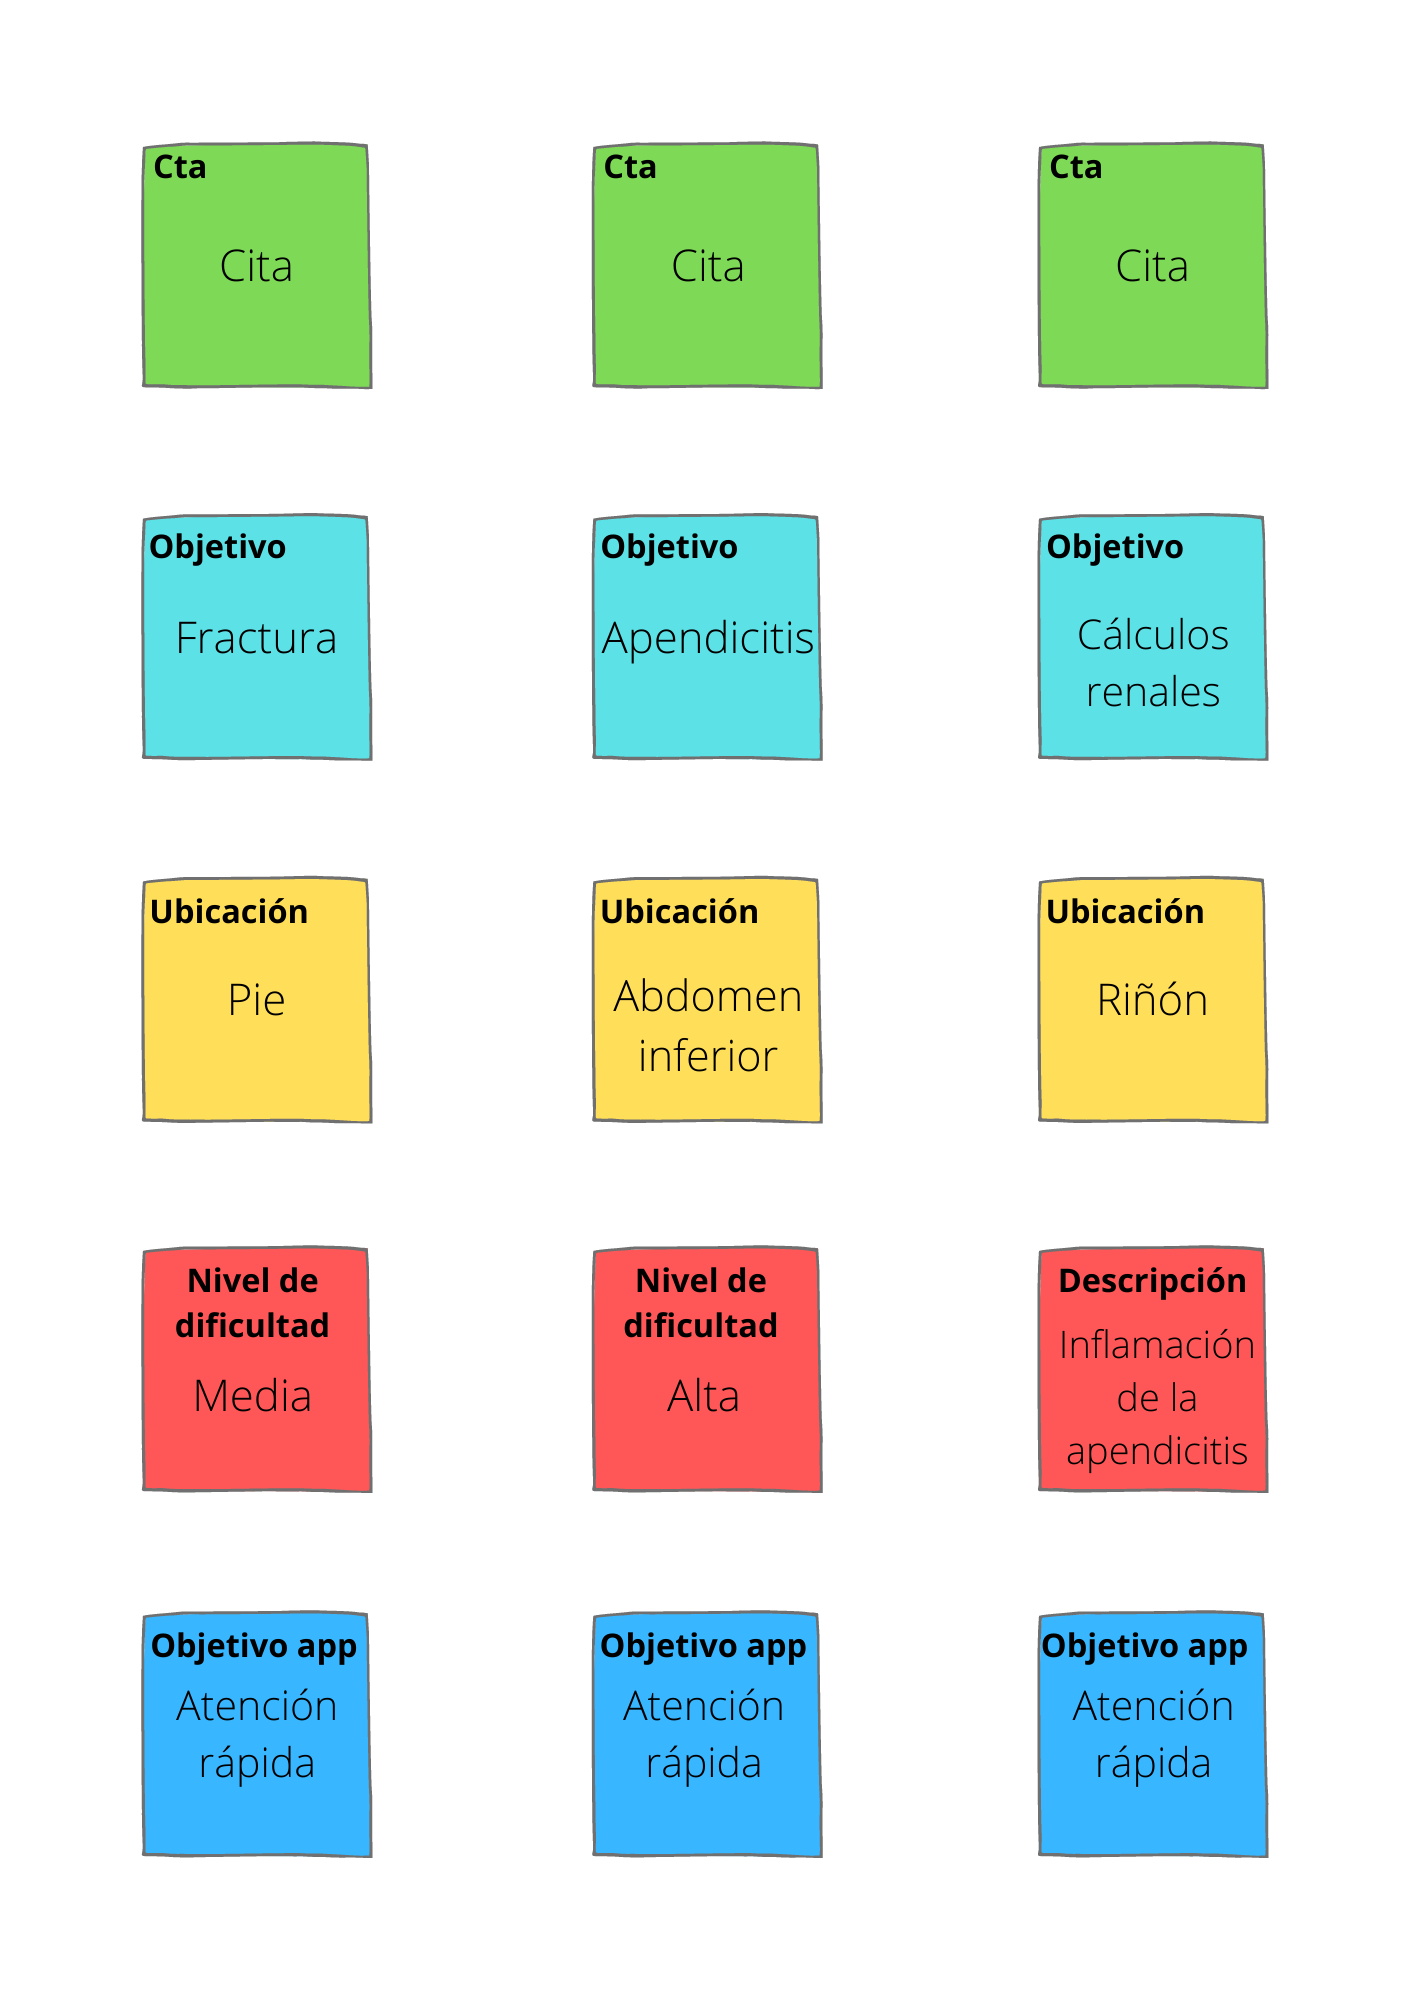 Cta
Cita
Cta
Cita
Cta
Cita
Objetivo
Fractura
Objetivo
Apendicitis
Objetivo
Cálculos
renales
Ubicación
Pie
Ubicación
Abdomen
inferior
Ubicación
Riñón
Nivel de
dificultad
Media
Nivel de
dificultad
Alta
Descripción
Inflamación
de la
apendicitis
Objetivo app
Atención
rápida
Objetivo app
Atención
rápida
Objetivo app
Atención
rápida